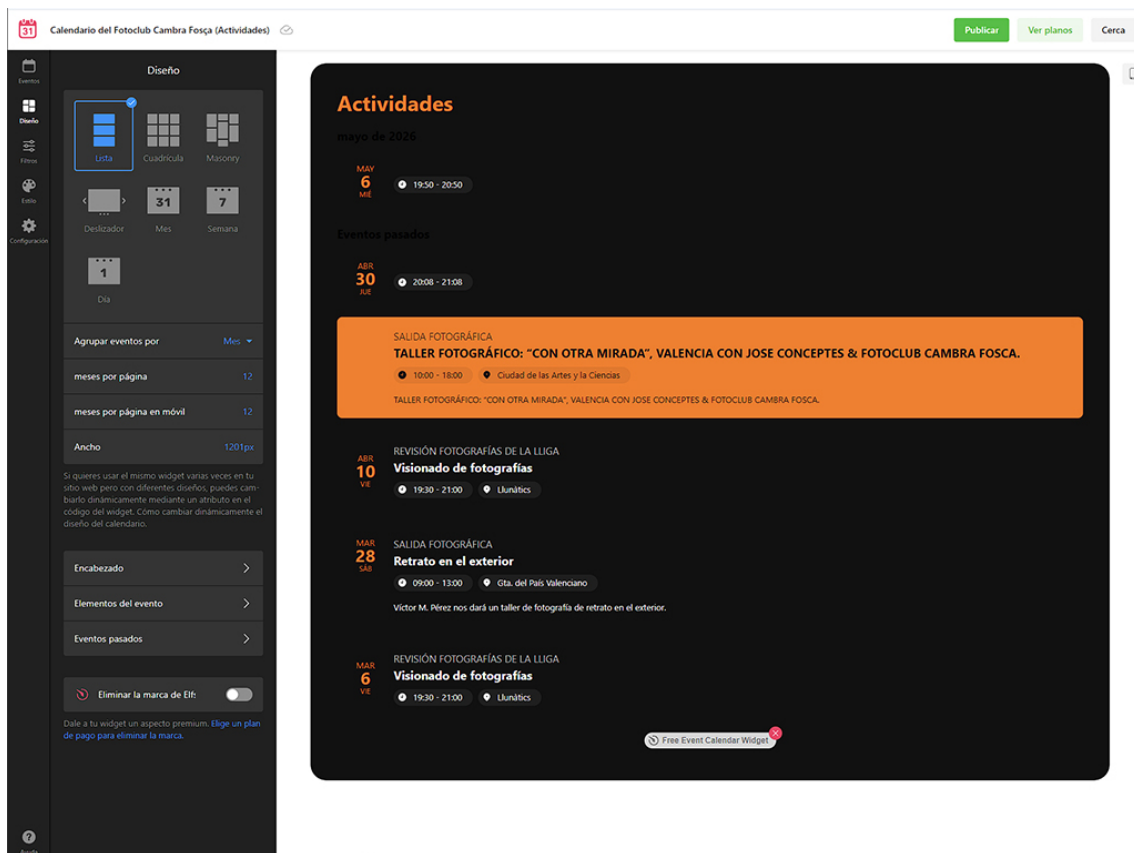 31
Calendario del Fotoclub Cambra Fosça (Actividades)
Publicar
Ver planos
Cerca
Eventos
Diseño
Filtros
Estilo
Configuración
Diseño
Lista
Cuadrícula
Masonry
31
7
Deslizador
Mes
Semana
1
Día
Agrupar eventos por
Mes
meses por página
12
meses por página en móvil
12
Ancho
1201px
Si quieres usar el mismo widget varias veces en tu
sitio web pero con diferentes diseños, puedes cam-
biarlo dinámicamente mediante un atributo en el
código del widget. Cómo cambiar dinámicamente el
diseño del calendario.
Encabezado
Elementos del evento
Eventos pasados
Eliminar la marca de Elf
Dale a tu widget un aspecto premium. Elige un plan
de pago para eliminar la marca.
Actividades
mayo de 2026
MAY
6
MIÉ
19:50 - 20:50
Eventos pasados
ABR
30
JUE
20:08 - 21:08
SALIDA FOTOGRÁFICA
TALLER FOTOGRÁFICO: “CON OTRA MIRADA”, VALENCIA CON JOSE CONCEPTES & FOTOCLUB CAMBRA FOSCA.
10:00 - 18:00
Ciudad de las Artes y la Ciencias
TALLER FOTOGRÁFICO: “CON OTRA MIRADA”, VALENCIA CON JOSE CONCEPTES & FOTOCLUB CAMBRA FOSCA.
ABR
10
VIE
REVISIÓN FOTOGRAFÍAS DE LA LLIGA
Visionado de fotografías
19:30 - 21:00
Llunàtics
MAR
28
SÁB
SALIDA FOTOGRÁFICA
Retrato en el exterior
09:00 - 13:00
Gta. del País Valenciano
Víctor M. Pérez nos dará un taller de fotografía de retrato en el exterior.
MAR
6
VIE
REVISIÓN FOTOGRAFÍAS DE LA LLIGA
Visionado de fotografías
19:30 - 21:00
Llunàtics
Free Event Calendar Widget